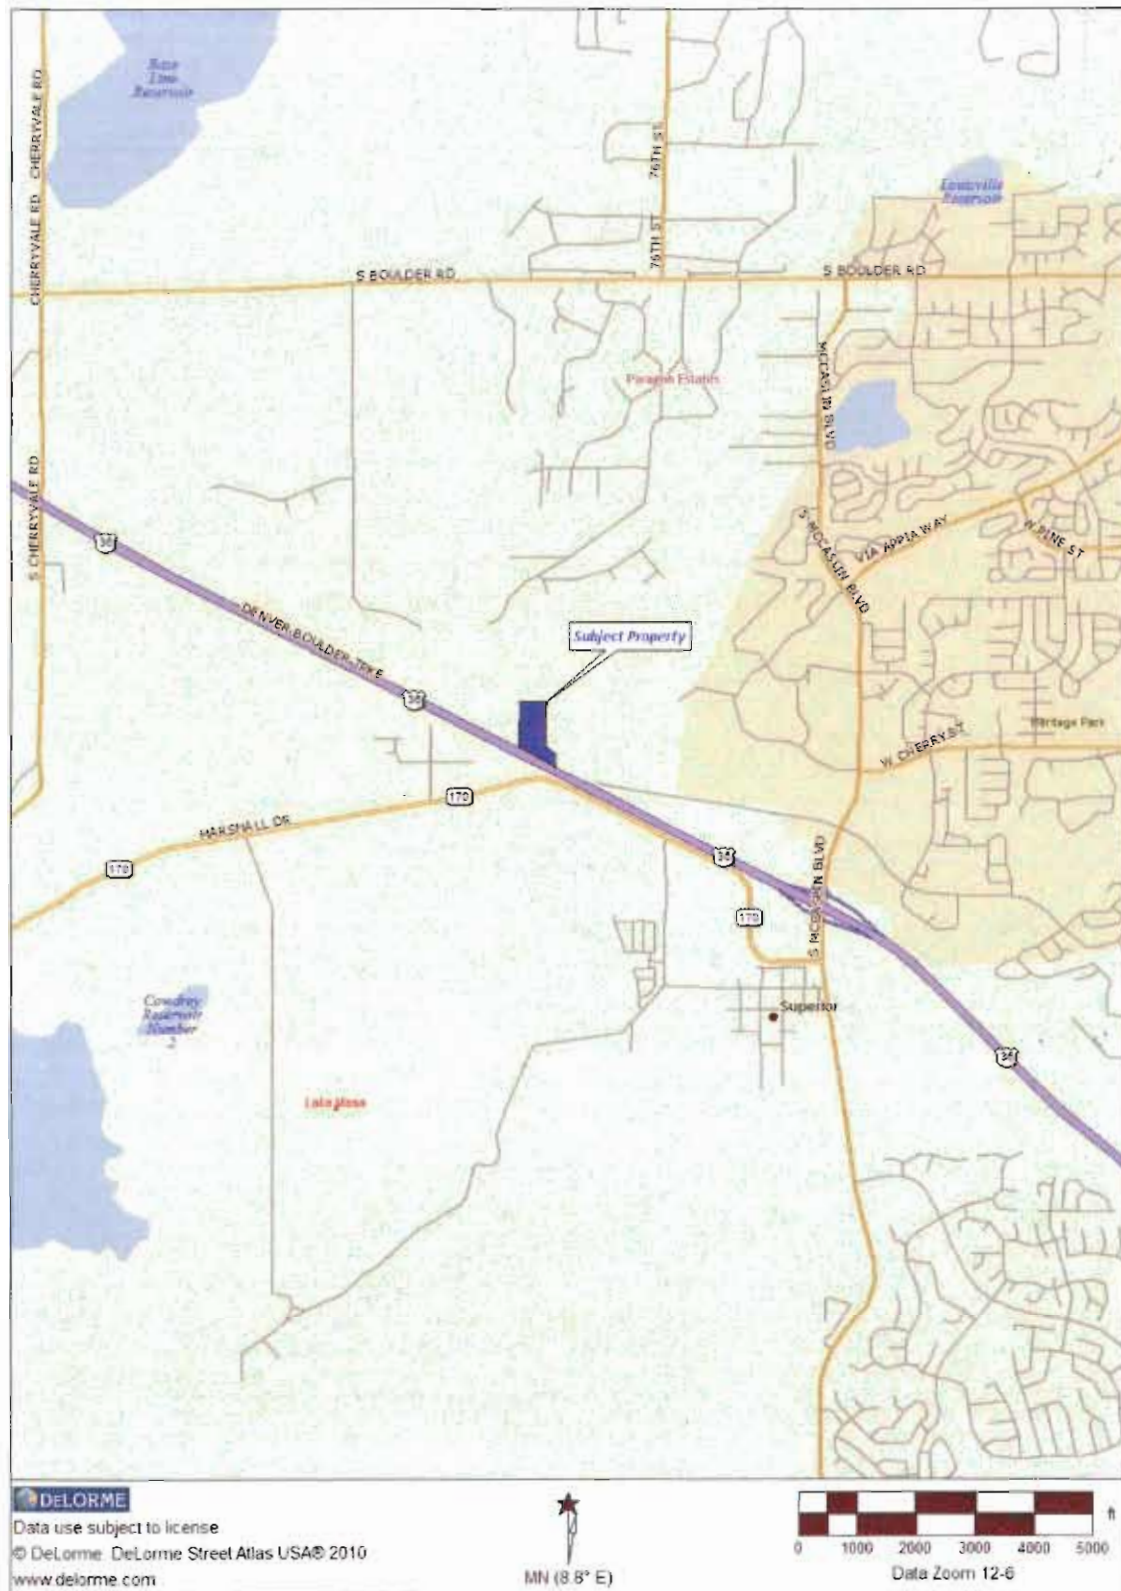 Base
Line
Reservoir
CHERRYVALE RD
CHERRYVALE RD
CHERRYVALE RD
76TH ST
76TH ST
Louisville
Reservoir
S BOULDER RD
S BOULDER RD
MCCASLIN BLVD
Paragon Estates
S CHERRYVALE RD
36
S MCCASLIN BLVD
VIA APPIA WAY
W PINE ST
DENVER-BOULDER-TPKE
Subject Property
36
Heritage Park
W CHERRY ST
170
MARSHALL DR
170
36
S MCCASLIN BLVD
170
Cowdrey
Reservoir
Number
2
Superior
36
Lake Mesa
DELORME
Data use subject to license
© DeLorme. DeLorme Street Atlas USA® 2010
www.delorme.com
MN (8.8° E)
ft
0 1000 2000 3000 4000 5000
Data Zoom 12-6